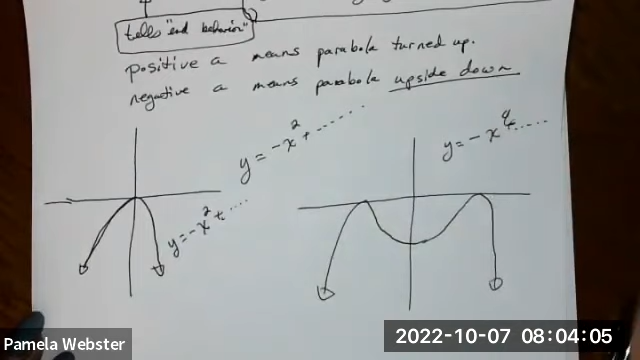 tells "end behavior"
positive a means parabola turned up.
negative a means parabola upside down
y = -x² + ......
y = -x⁴ + .....
y = -x² + ....
Pamela Webster
2022-10-07 08:04:05